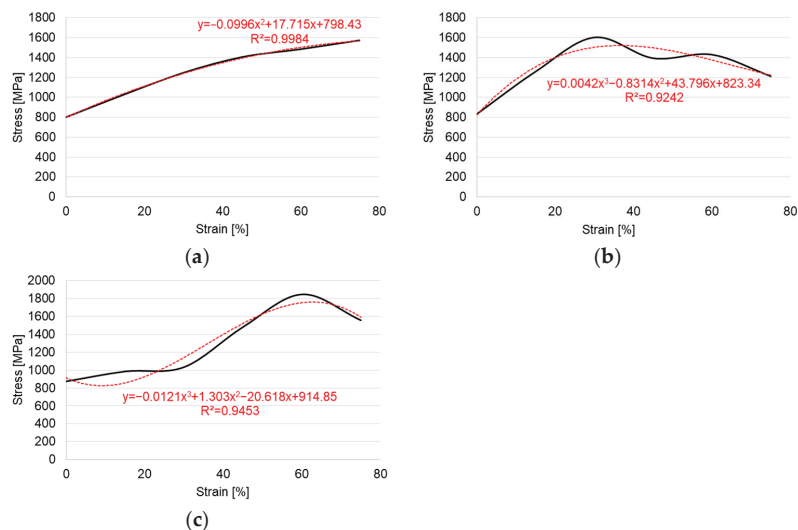 y=−0.0996x²+17.715x+798.43
R²=0.9984
1800
1600
1400
1200
1000
800
600
400
200
0
Stress [MPa]
0 20 40 60 80
Strain [%]
(a)
1800
1600
1400
1200
1000
800
600
400
200
0
Stress [MPa]
y=0.0042x³−0.8314x²+43.796x+823.34
R²=0.9242
0 20 40 60 80
Strain [%]
(b)
2000
1800
1600
1400
1200
1000
800
600
400
200
0
Stress [MPa]
y=−0.0121x³+1.303x²−20.618x+914.85
R²=0.9453
0 20 40 60 80
Strain [%]
(c)